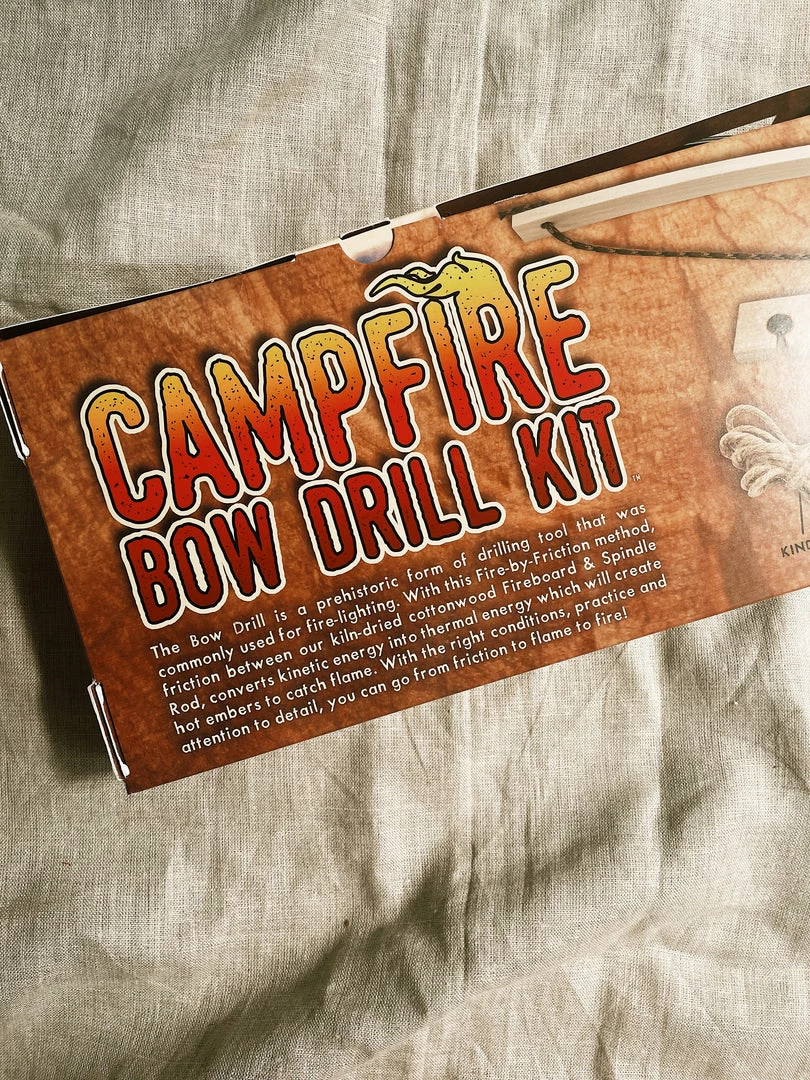 CAMPFIRE
BOW DRILL KIT™
The Bow Drill is a prehistoric form of drilling tool that was
commonly used for fire-lighting. With this Fire-by-Friction method,
friction between our kiln-dried cottonwood Fireboard & Spindle
Rod, converts kinetic energy into thermal energy which will create
hot embers to catch flame. With the right conditions, practice and
attention to detail, you can go from friction to flame to fire!